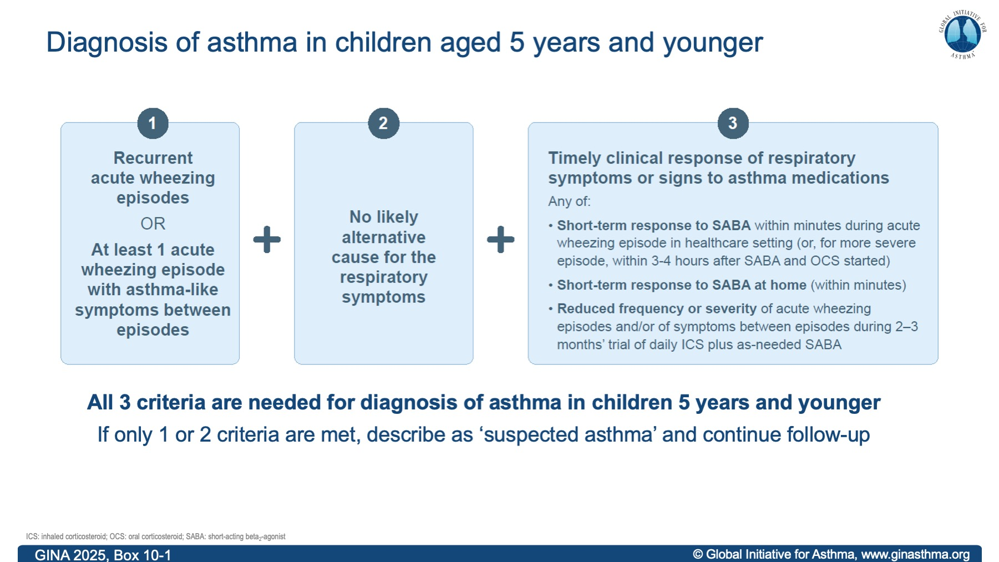 Diagnosis of asthma in children aged 5 years and younger
GLOBAL INITIATIVE FOR
ASTHMA
1
Recurrent
acute wheezing
episodes
OR
At least 1 acute
wheezing episode
with asthma-like
symptoms between
episodes
+
2
No likely
alternative
cause for the
respiratory
symptoms
+
3
Timely clinical response of respiratory
symptoms or signs to asthma medications
Any of:
• Short-term response to SABA within minutes during acute
wheezing episode in healthcare setting (or, for more severe
episode, within 3-4 hours after SABA and OCS started)
• Short-term response to SABA at home (within minutes)
• Reduced frequency or severity of acute wheezing
episodes and/or of symptoms between episodes during 2–3
months’ trial of daily ICS plus as-needed SABA
All 3 criteria are needed for diagnosis of asthma in children 5 years and younger
If only 1 or 2 criteria are met, describe as ‘suspected asthma’ and continue follow-up
ICS: inhaled corticosteroid; OCS: oral corticosteroid; SABA: short-acting beta₂-agonist
GINA 2025, Box 10-1
© Global Initiative for Asthma, www.ginasthma.org